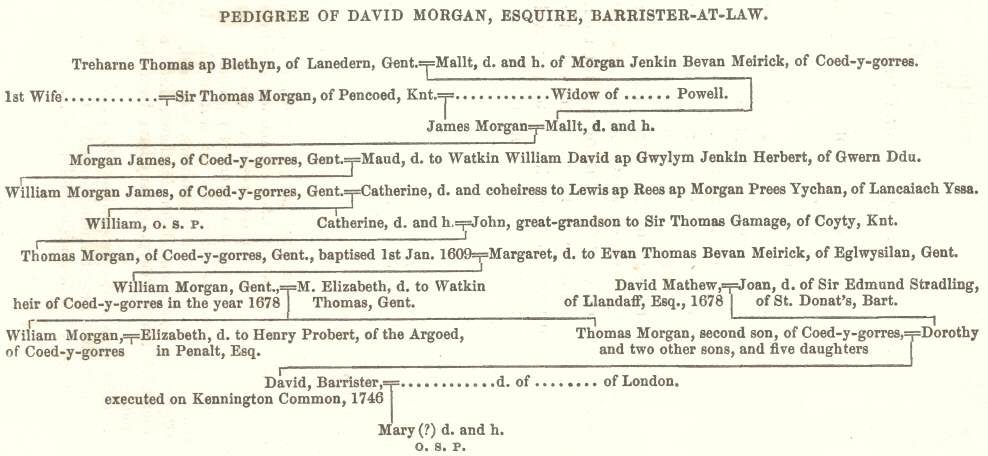 PEDIGREE OF DAVID MORGAN, ESQUIRE, BARRISTER-AT-LAW.
Treharne Thomas ap Blethyn, of Lanedern, Gent.=Mallt, d. and h. of Morgan Jenkin Bevan Meirick, of Coed-y-gorres.
1st Wife............=Sir Thomas Morgan, of Pencoed, Knt.=............Widow of ...... Powell.
James Morgan=Mallt, d. and h.
Morgan James, of Coed-y-gorres, Gent.=Maud, d. to Watkin William David ap Gwylym Jenkin Herbert, of Gwern Ddu.
William Morgan James, of Coed-y-gorres, Gent.=Catherine, d. and coheiress to Lewis ap Rees ap Morgan Prees Yychan, of Lancaiach Yssa.
William, O. S. P. Catherine, d. and h.=John, great-grandson to Sir Thomas Gamage, of Coyty, Knt.
Thomas Morgan, of Coed-y-gorres, Gent., baptised 1st Jan. 1609=Margaret, d. to Evan Thomas Bevan Meirick, of Eglwysilan, Gent.
William Morgan, Gent.,=M. Elizabeth, d. to Watkin David Mathew,=Joan, d. of Sir Edmund Stradling,
heir of Coed-y-gorres in the year 1678 Thomas, Gent. of Llandaff, Esq., 1678 of St. Donat's, Bart.
Wiliam Morgan,=Elizabeth, d. to Henry Probert, of the Argoed, Thomas Morgan, second son, of Coed-y-gorres,=Dorothy
of Coed-y-gorres in Penalt, Esq. and two other sons, and five daughters
David, Barrister,=............d. of ........ of London.
executed on Kennington Common, 1746
Mary (?) d. and h.
O. S. P.